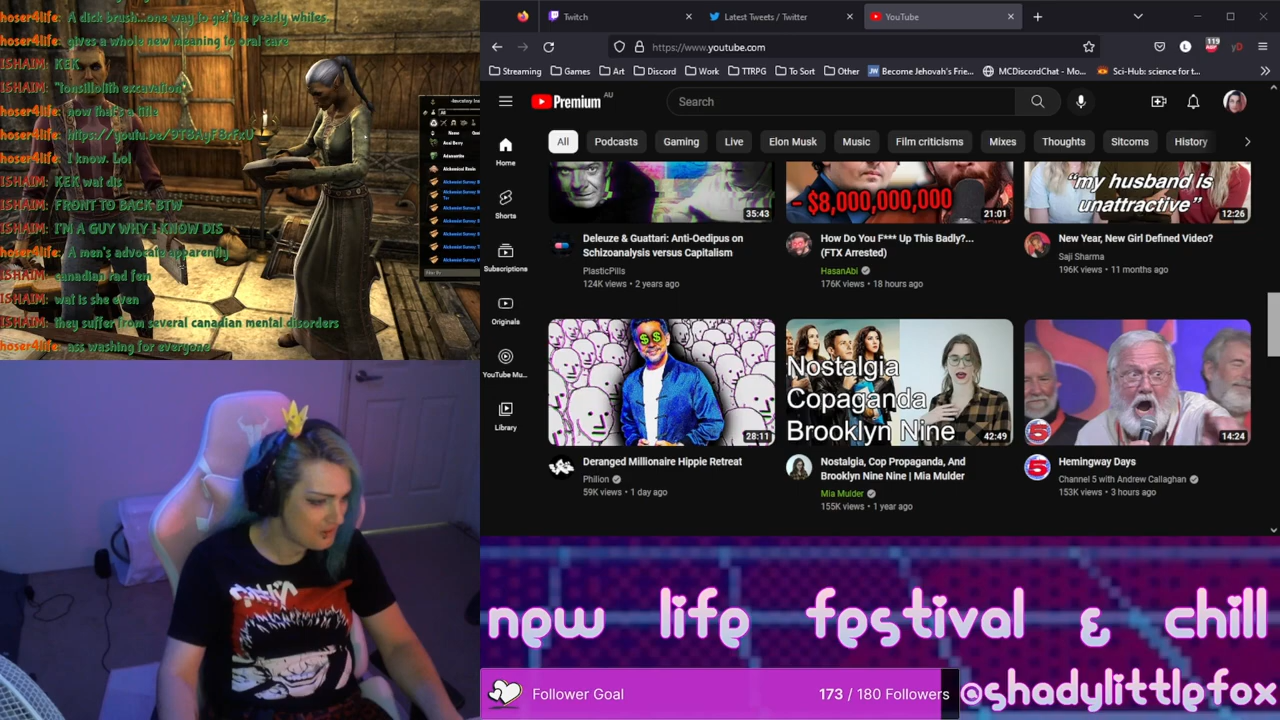 hoser4life: A dick brush...one way to get the pearly whiles.
hoser4life: gives a whole new meaning to oral care
ISHAIM: KEK
ISHAIM: "tonsillolith excavation"
hoser4life: now that's a title
hoser4life: https://youtu.be/9TBAyFBrFxU
hoser4life: I know. Lol
ISHAIM: KEK wat dis
ISHAIM: FRONT TO BACK BTW
ISHAIM: I'M A GUY WHY I KNOW DIS
hoser4life: A men's advocate apparently
ISHAIM: canadian rad fem
ISHAIM: wat is she even
ISHAIM: they suffer from several canadian mental disorders
hoser4life: ass washing for everyone
Inventory
All
Name
Twitch
Latest Tweets / Twitter
YouTube
https://www.youtube.com
119
Streaming
Games
Art
Discord
Work
TTRPG
To Sort
Other
Become Jehovah's Frie...
MCDiscordChat - Mo...
Sci-Hub: science for t...
Premium AU
Search
Home
Shorts
Subscriptions
Originals
YouTube Mu...
Library
All
Podcasts
Gaming
Live
Elon Musk
Music
Film criticisms
Mixes
Thoughts
Sitcoms
History
35:43
Deleuze & Guattari: Anti-Oedipus on
Schizoanalysis versus Capitalism
PlasticPills
124K views • 2 years ago
- $8,000,000,000
21:01
How Do You F*** Up This Badly?...
(FTX Arrested)
HasanAbi
176K views • 18 hours ago
"my husband is
unattractive"
12:26
New Year, New Girl Defined Video?
Saji Sharma
196K views • 11 months ago
28:11
Deranged Millionaire Hippie Retreat
Philion
59K views • 1 day ago
Nostalgia
Copaganda
Brooklyn Nine
42:49
Nostalgia, Cop Propaganda, And
Brooklyn Nine Nine | Mia Mulder
Mia Mulder
155K views • 1 year ago
5
14:24
Hemingway Days
Channel 5 with Andrew Callaghan
153K views • 3 hours ago
new life festival & chill
Follower Goal
173 / 180 Followers
@shadylittlefox